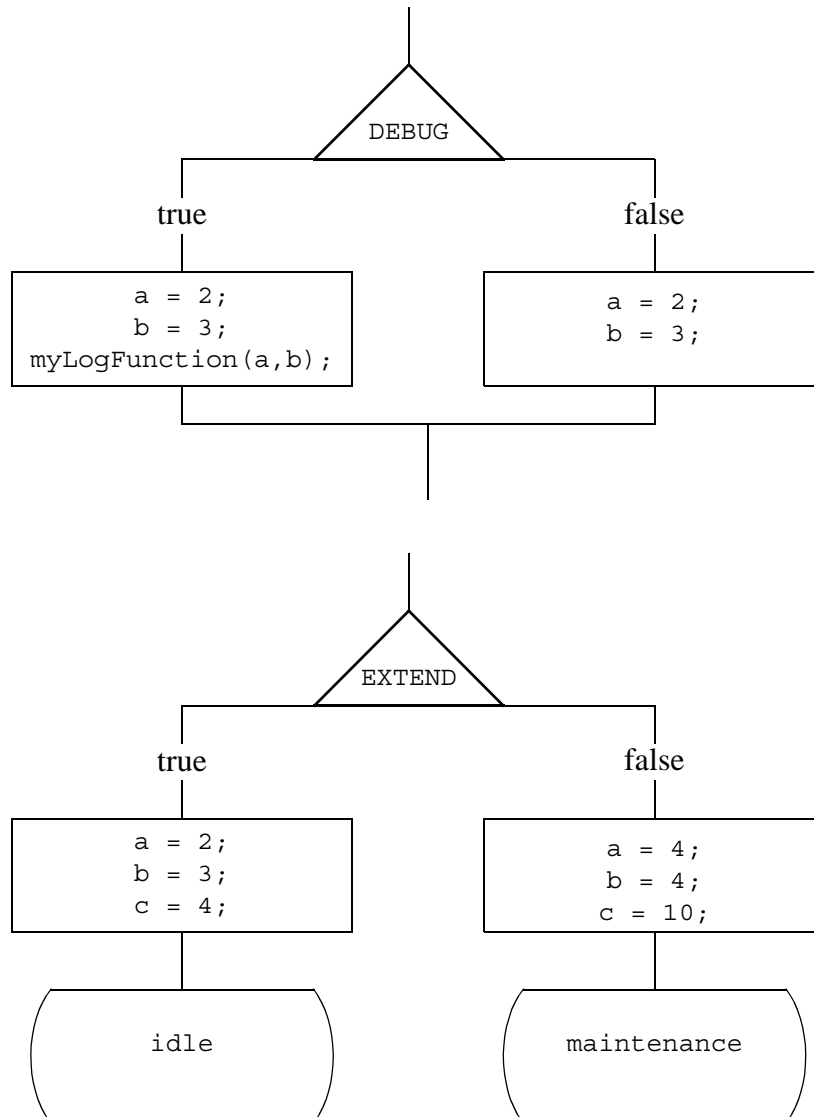 DEBUG
true
false
a = 2;
b = 3;
myLogFunction(a,b);
a = 2;
b = 3;
EXTEND
true
false
a = 2;
b = 3;
c = 4;
a = 4;
b = 4;
c = 10;
idle
maintenance